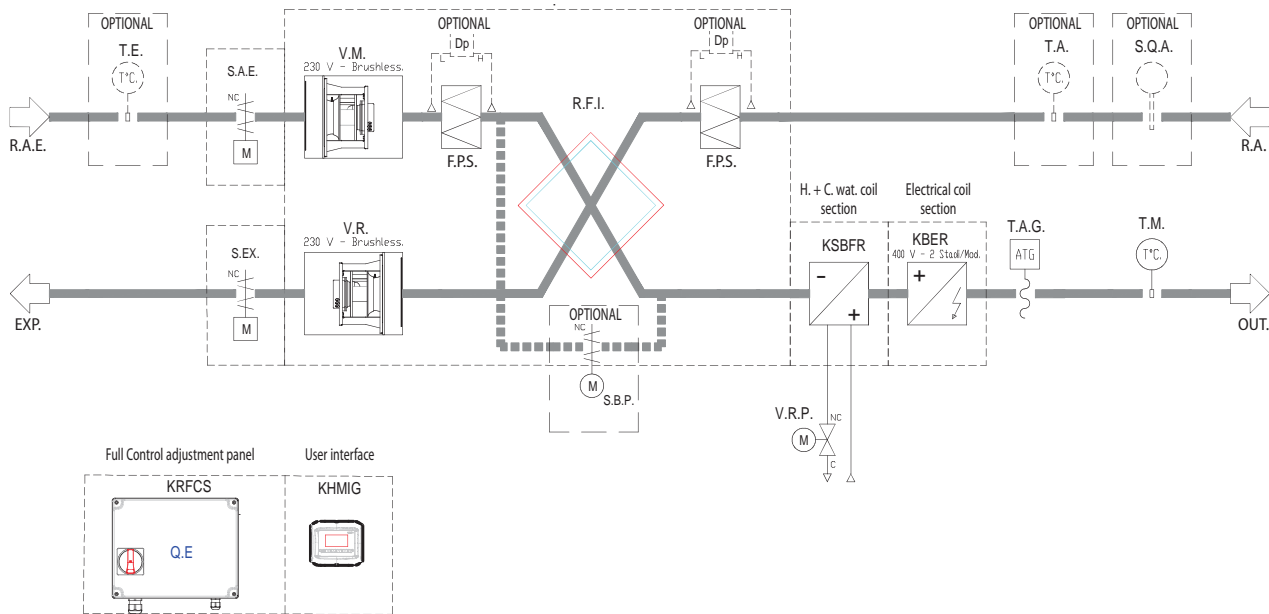 OPTIONAL
T.E.
T°C.
S.A.E.
NC
M
R.A.E.
V.M.
230 V - Brushless.
OPTIONAL
Dp
L
H
F.P.S.
R.F.I.
OPTIONAL
Dp
L
H
F.P.S.
OPTIONAL
T.A.
T°C.
OPTIONAL
S.Q.A.
R.A.
S.EX.
NC
M
EXP.
V.R.
230 V - Brushless.
OPTIONAL
NC
M
S.B.P.
H. + C. wat. coil
section
KSBFR
-
+
Electrical coil
section
KBER
400 V - 2 Stadi/Mod.
+
T.A.G.
ATG
T.M.
T°C.
OUT.
V.R.P.
NC
M
C
Full Control adjustment panel
KRFCS
Q.E
User interface
KHMIG